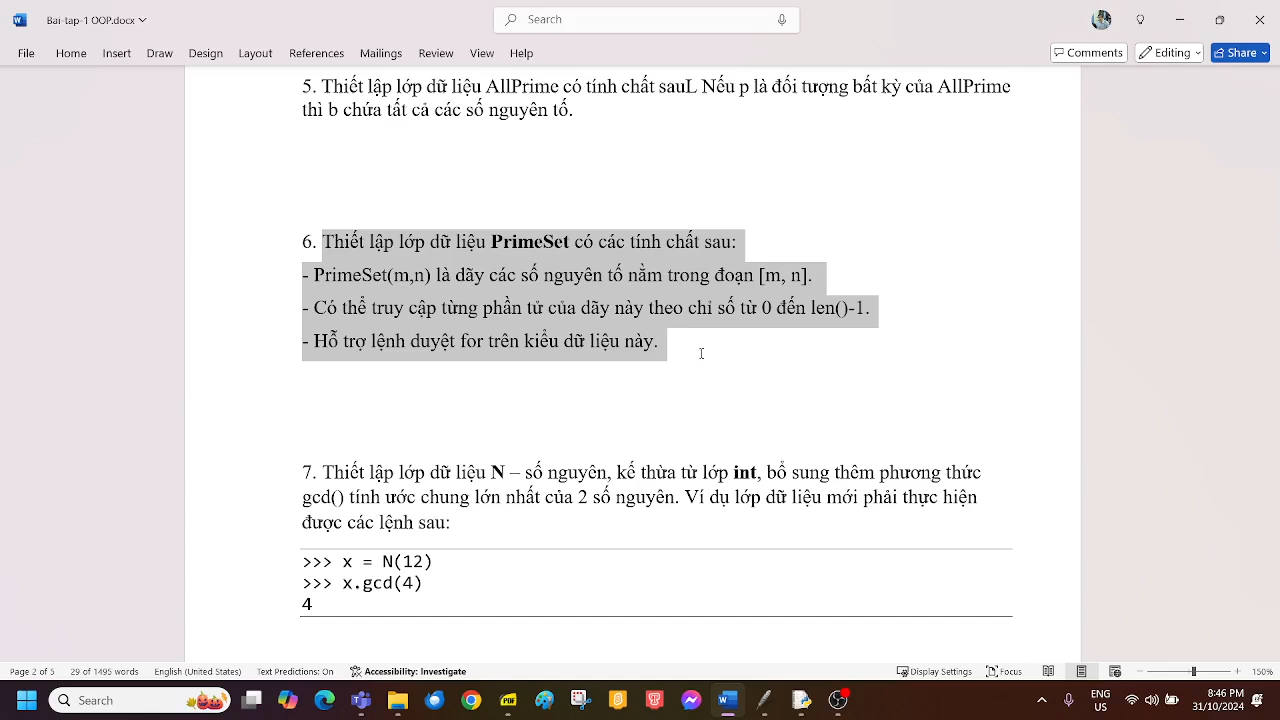 Bai-tap-1 OOP.docx
Search
File Home Insert Draw Design Layout References Mailings Review View Help
Comments Editing Share
5. Thiết lập lớp dữ liệu AllPrime có tính chất sauL Nếu p là đối tượng bất kỳ của AllPrime
thì b chứa tất cả các số nguyên tố.
6. Thiết lập lớp dữ liệu PrimeSet có các tính chất sau:
- PrimeSet(m,n) là dãy các số nguyên tố nằm trong đoạn [m, n].
- Có thể truy cập từng phần tử của dãy này theo chỉ số từ 0 đến len()-1.
- Hỗ trợ lệnh duyệt for trên kiểu dữ liệu này.
7. Thiết lập lớp dữ liệu N – số nguyên, kế thừa từ lớp int, bổ sung thêm phương thức
gcd() tính ước chung lớn nhất của 2 số nguyên. Ví dụ lớp dữ liệu mới phải thực hiện
được các lệnh sau:
>>> x = N(12)
>>> x.gcd(4)
4
Page 2 of 5 29 of 1495 words English (United States) Text Predictions: On Accessibility: Investigate Display Settings Focus 150%
Search
PDF
ENG
US
8:46 PM
31/10/2024